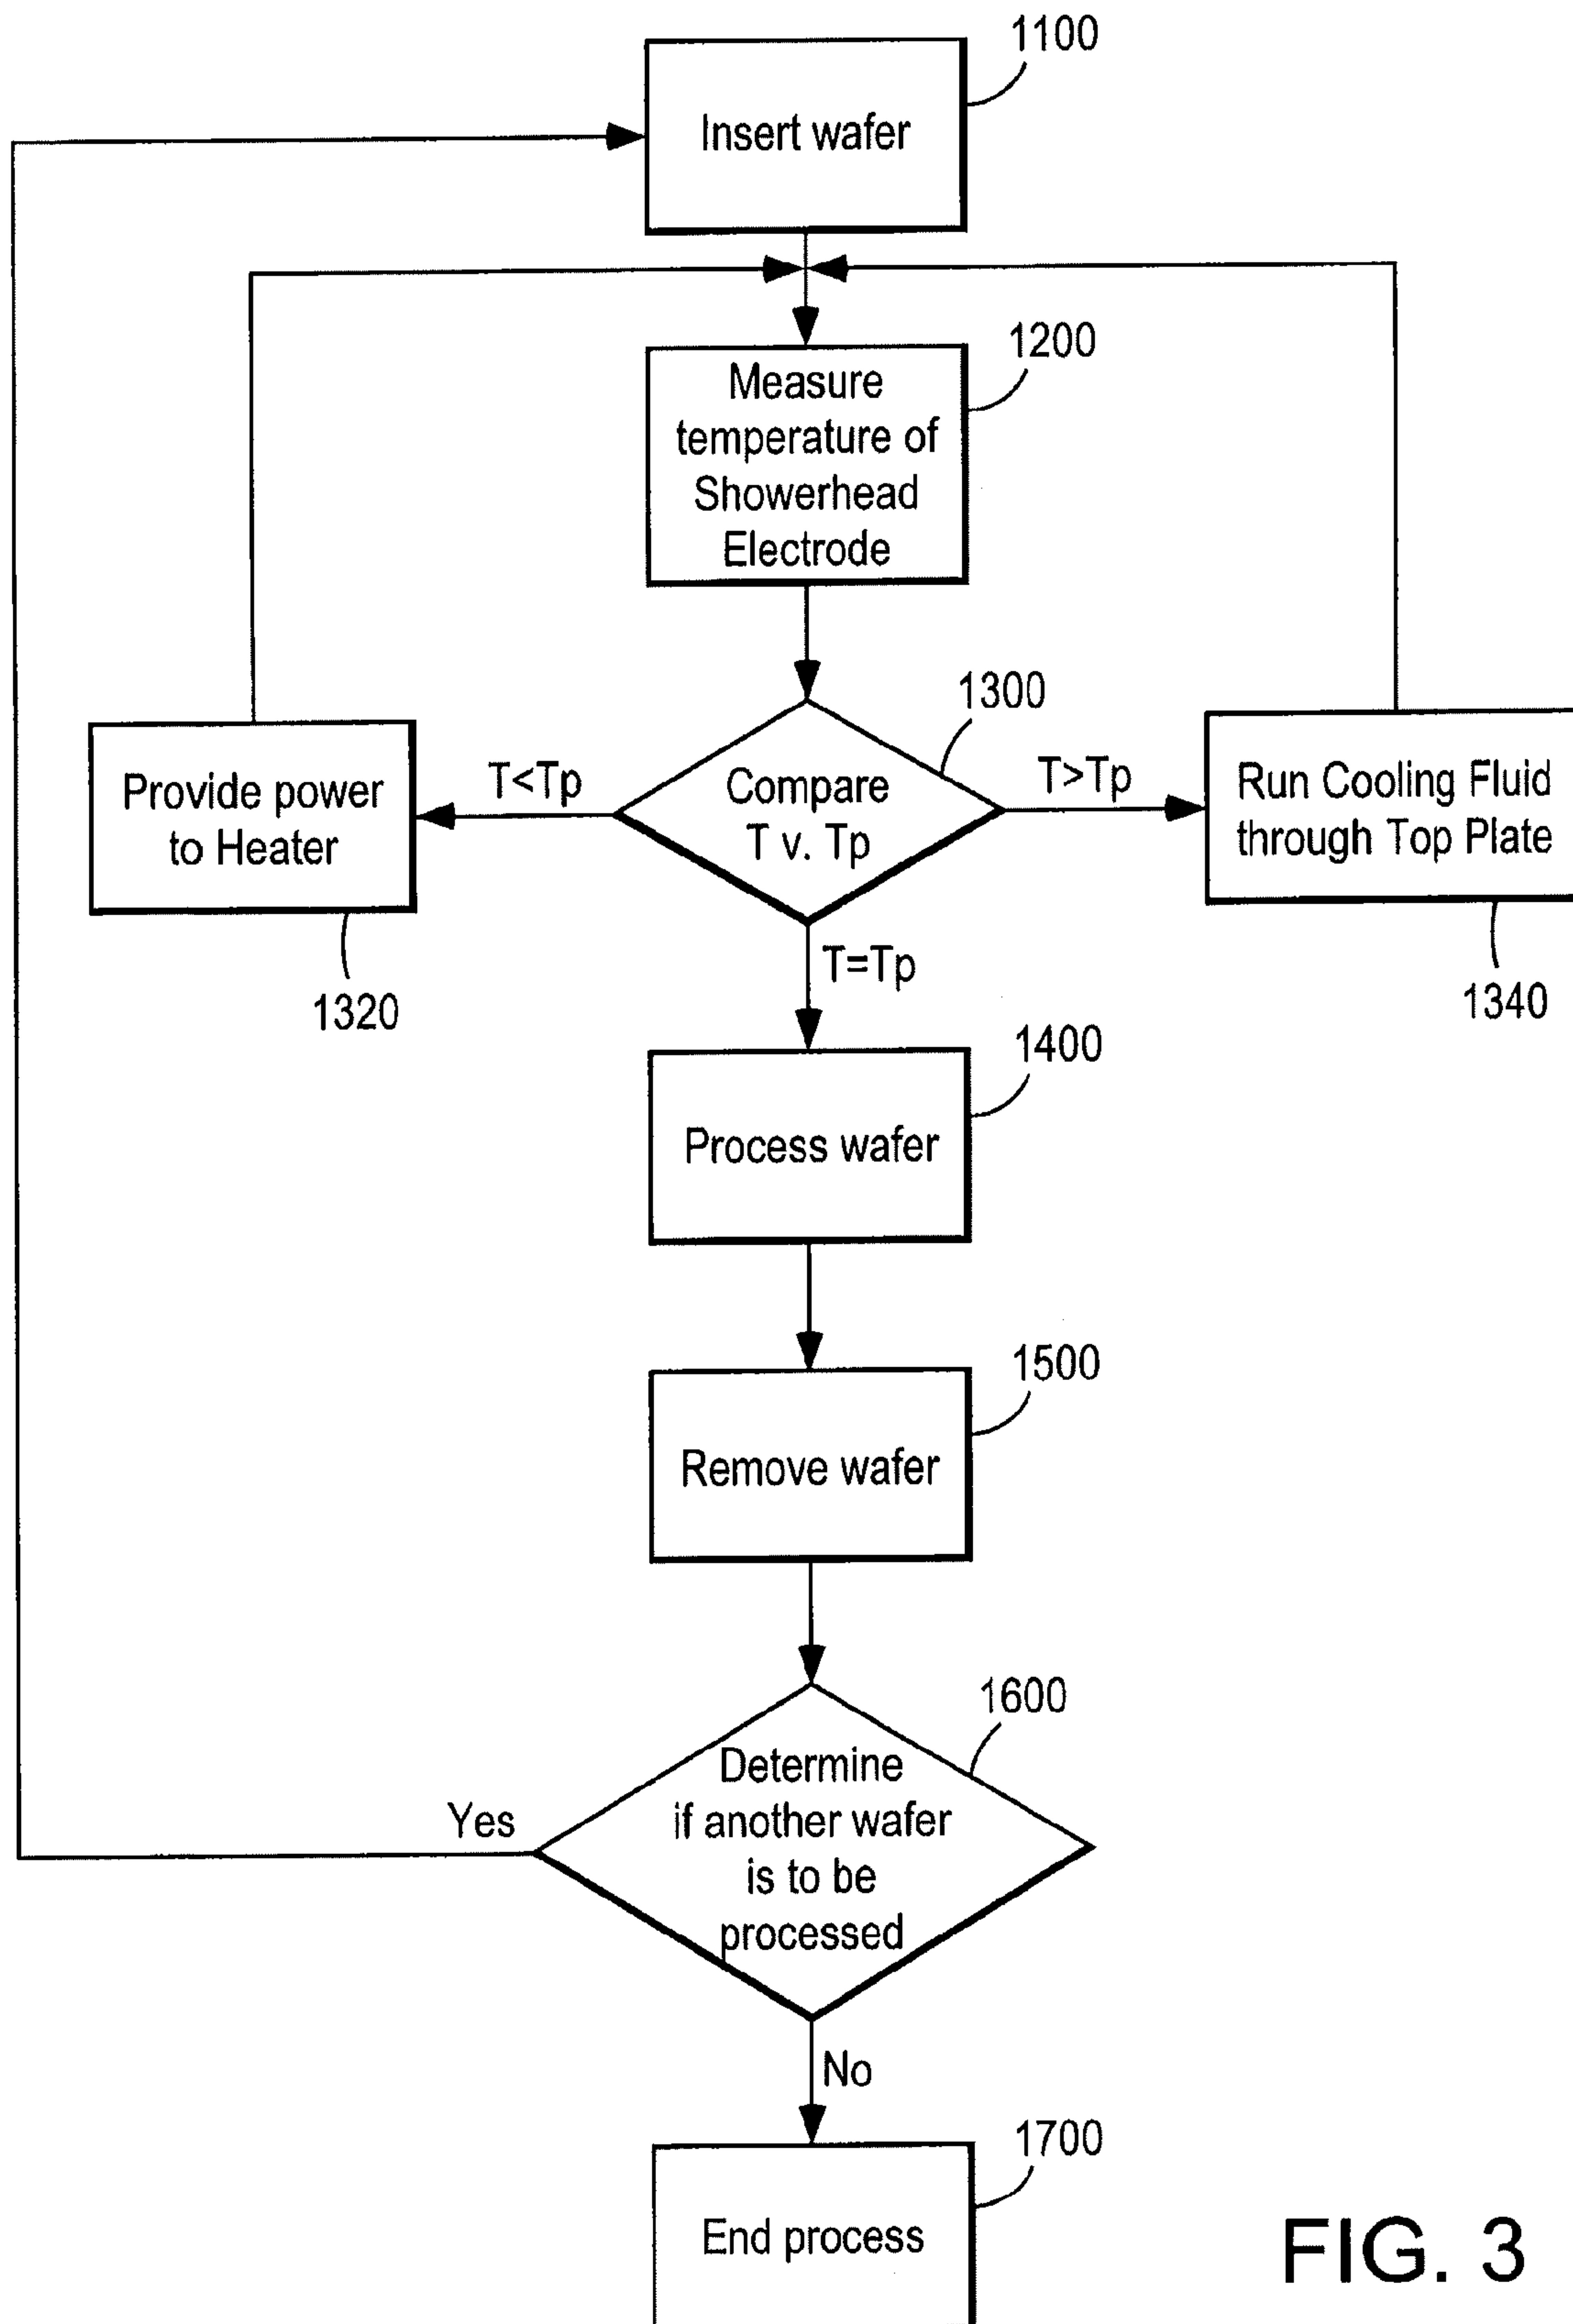 1100
Insert wafer
1200
Measure
temperature of
Showerhead
Electrode
1300
Compare
T v. Tp
T<Tp
T>Tp
Provide power
to Heater
1320
Run Cooling Fluid
through Top Plate
1340
T=Tp
1400
Process wafer
1500
Remove wafer
1600
Determine
if another wafer
is to be
processed
Yes
No
1700
End process
FIG. 3